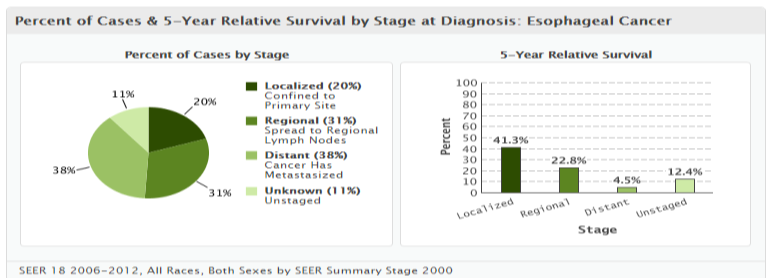 Percent of Cases & 5-Year Relative Survival by Stage at Diagnosis: Esophageal Cancer
Percent of Cases by Stage
11%
20%
38%
31%
Localized (20%)
Confined to
Primary Site
Regional (31%)
Spread to Regional
Lymph Nodes
Distant (38%)
Cancer Has
Metastasized
Unknown (11%)
Unstaged
5-Year Relative Survival
Percent
100
90
80
70
60
50
40
30
20
10
0
41.3%
22.8%
4.5%
12.4%
Localized
Regional
Distant
Unstaged
Stage
SEER 18 2006-2012, All Races, Both Sexes by SEER Summary Stage 2000